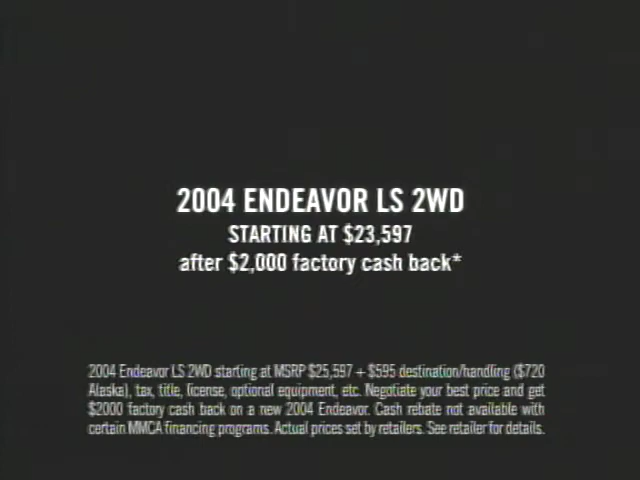 2004 ENDEAVOR LS 2WD
STARTING AT $23,597
after $2,000 factory cash back*
2004 Endeavor LS 2WD starting at MSRP $25,597 + $595 destination/handling ($720
Alaska), tax, title, license, optional equipment, etc. Negotiate your best price and get
$2000 factory cash back on a new 2004 Endeavor. Cash rebate not available with
certain MMCA financing programs. Actual prices set by retailers. See retailer for details.